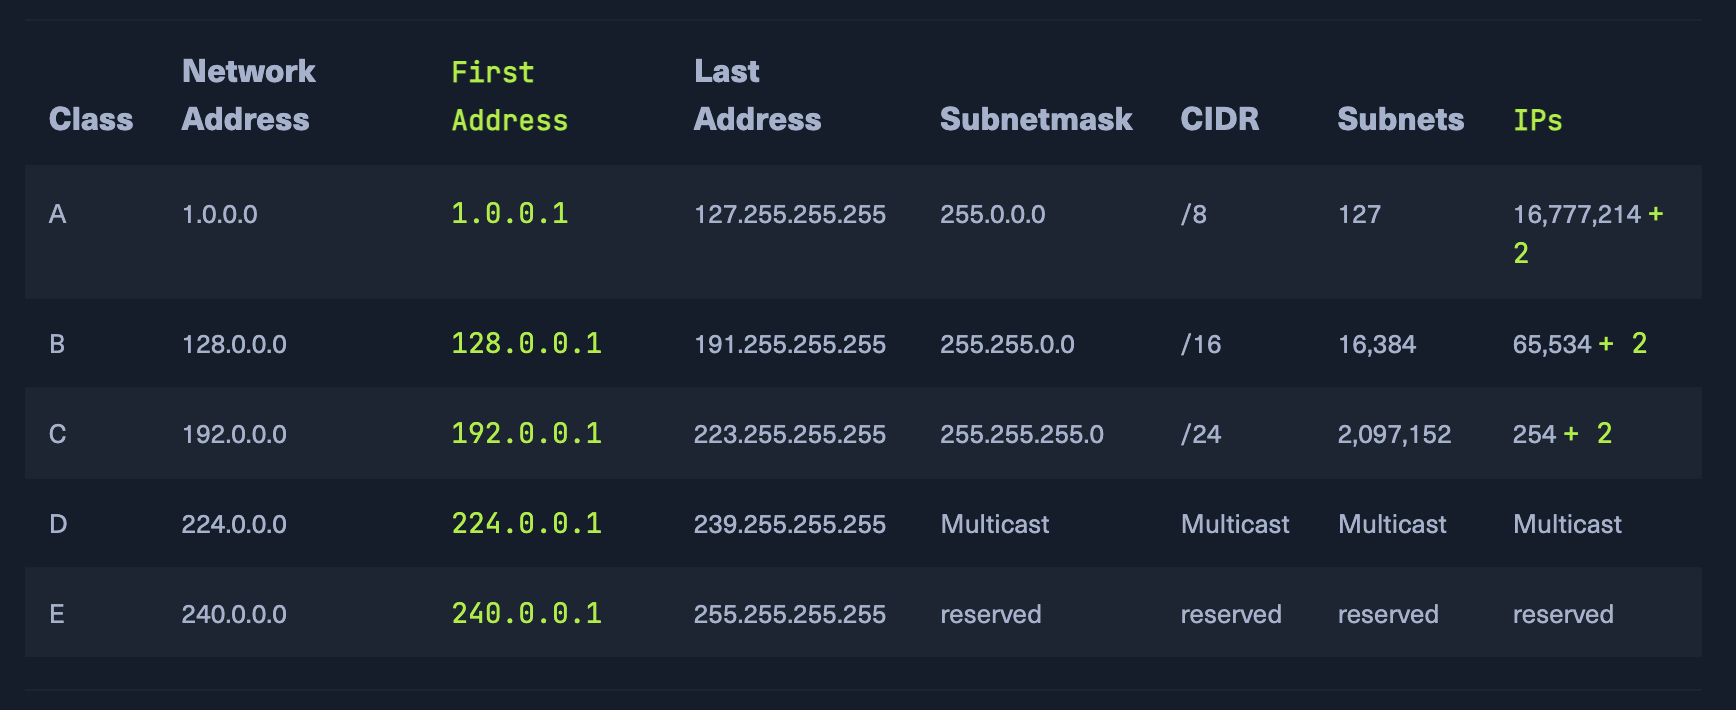 Class Network Address First Address Last Address Subnetmask CIDR Subnets IPs
A 1.0.0.0 1.0.0.1 127.255.255.255 255.0.0.0 /8 127 16,777,214 + 2
B 128.0.0.0 128.0.0.1 191.255.255.255 255.255.0.0 /16 16,384 65,534 + 2
C 192.0.0.0 192.0.0.1 223.255.255.255 255.255.255.0 /24 2,097,152 254 + 2
D 224.0.0.0 224.0.0.1 239.255.255.255 Multicast Multicast Multicast Multicast
E 240.0.0.0 240.0.0.1 255.255.255.255 reserved reserved reserved reserved